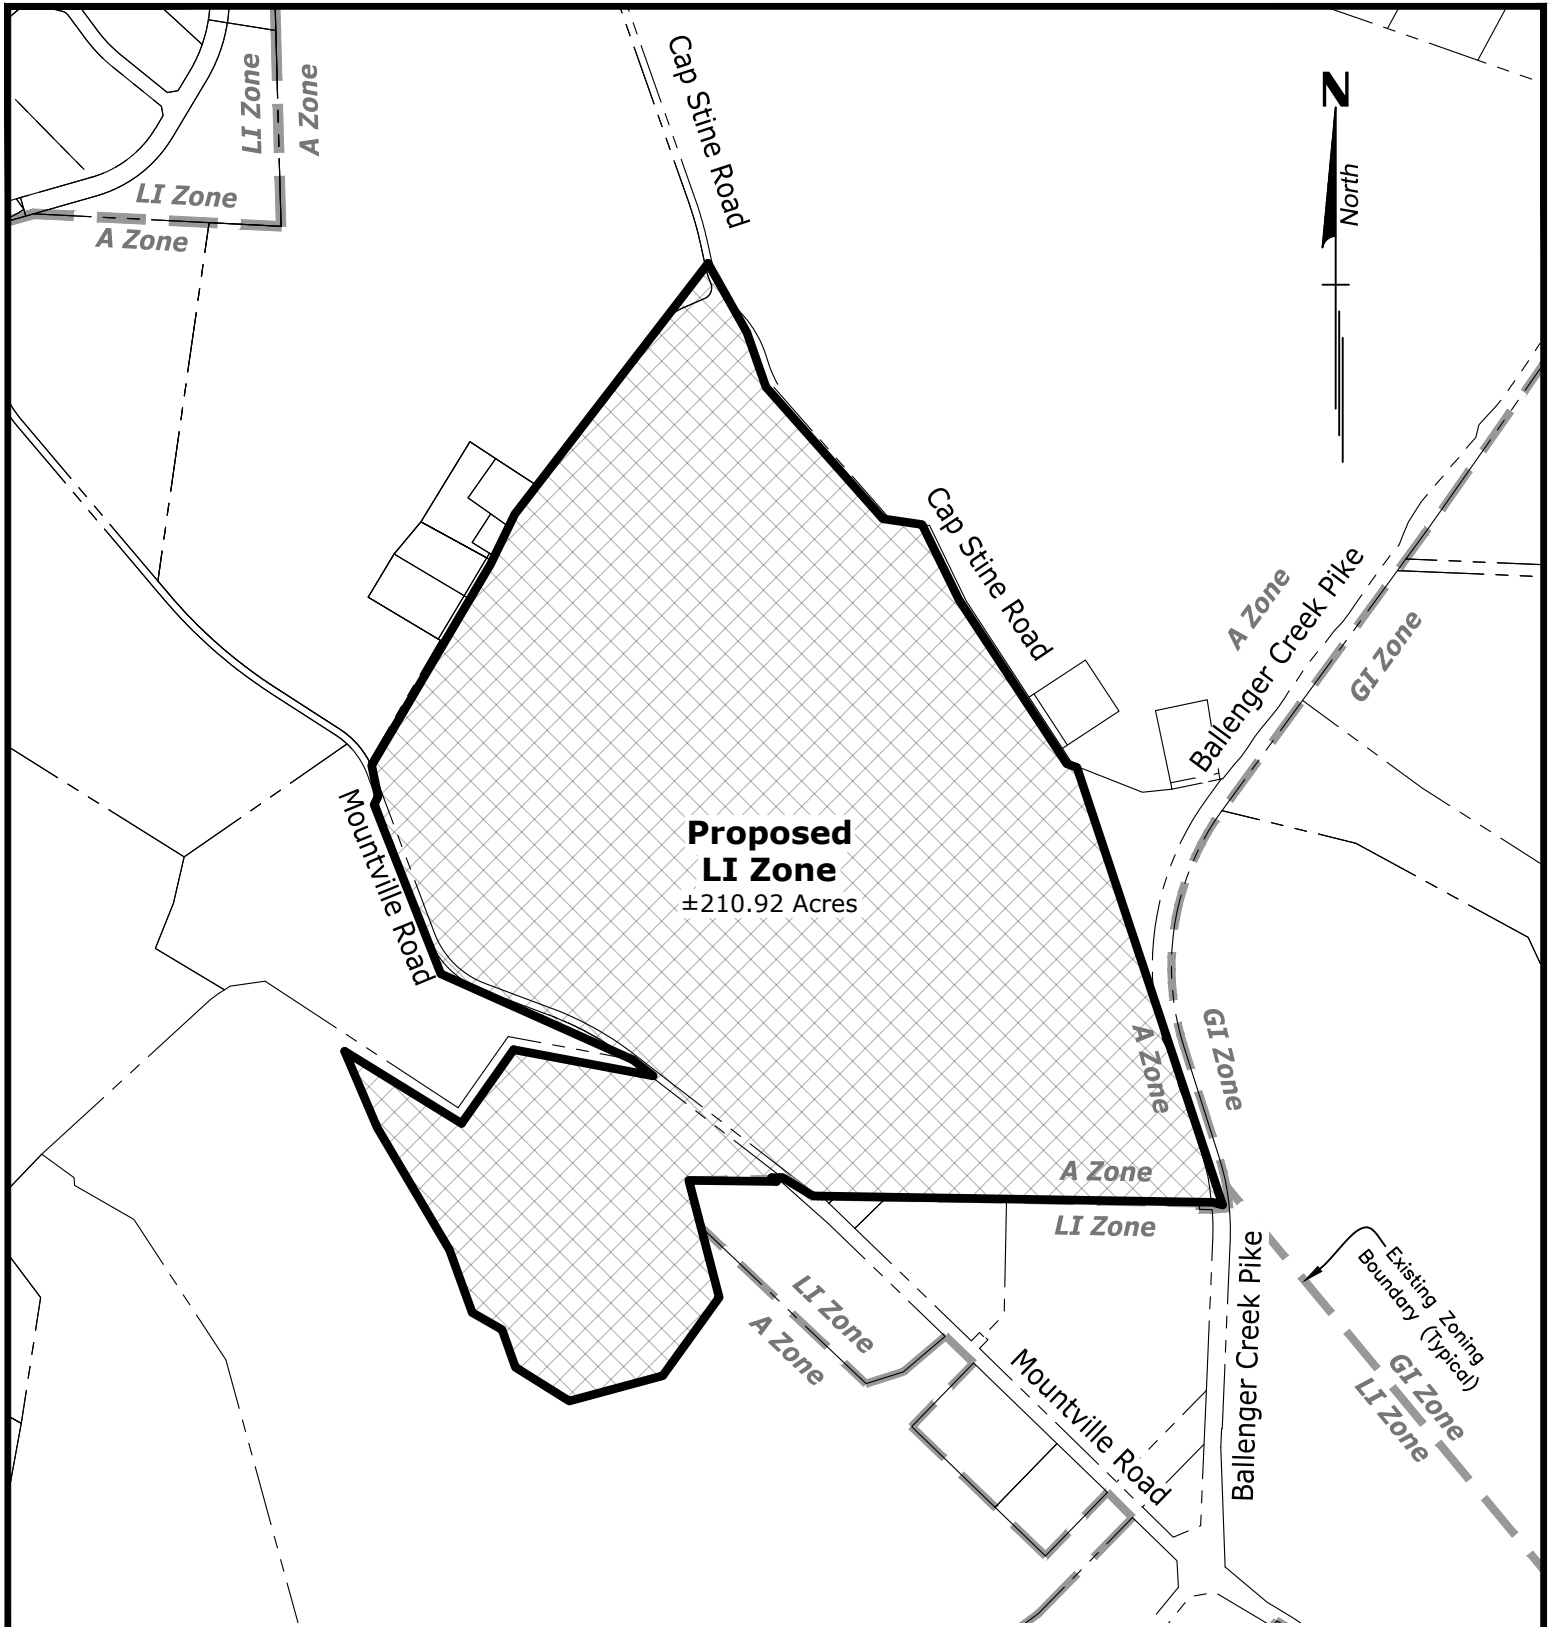 Cap Stine Road
N
North
LI Zone
A Zone
LI Zone
A Zone
Cap Stine Road
A Zone
Ballenger Creek Pike
GI Zone
Mountville Road
Proposed
LI Zone
±210.92 Acres
A Zone
GI Zone
A Zone
LI Zone
LI Zone
A Zone
Mountville Road
Ballenger Creek Pike
Existing Zoning
Boundary (Typical)
GI Zone
LI Zone